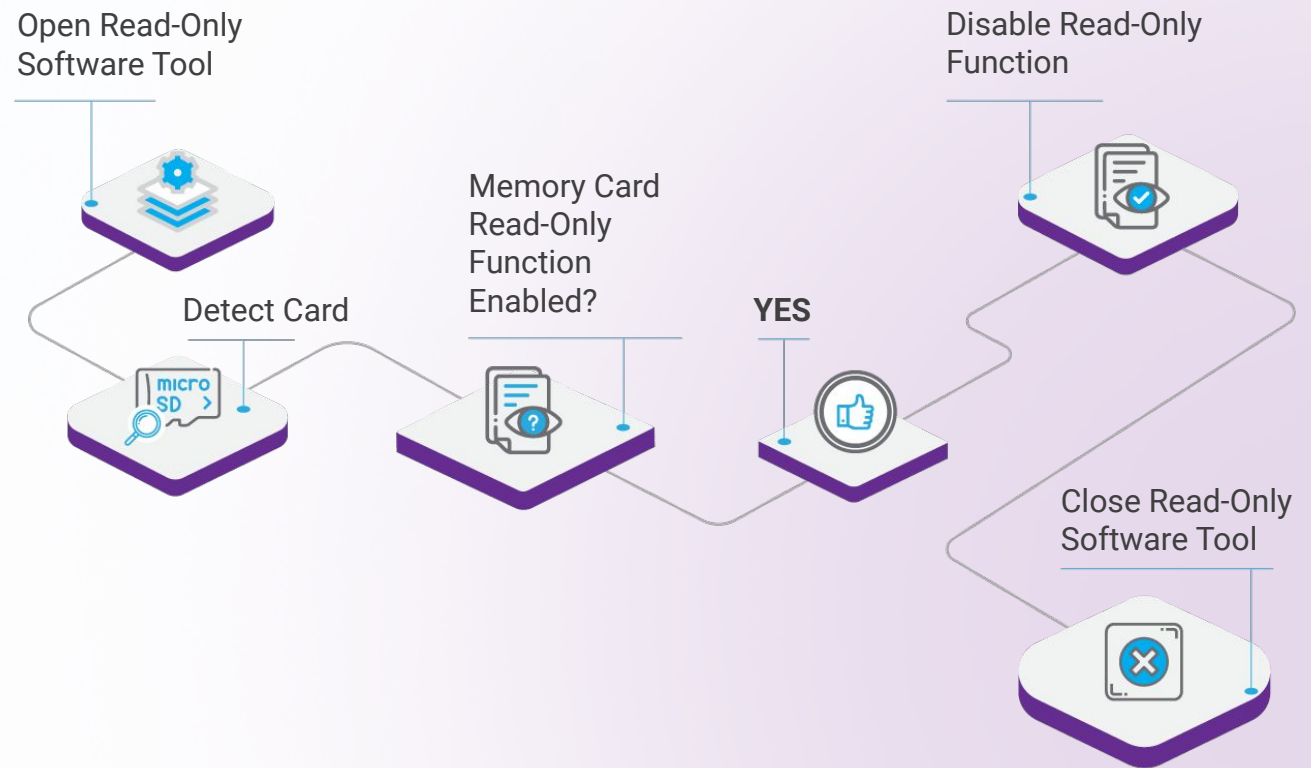 Open Read-Only
Software Tool
Detect Card
micro
SD >
Memory Card
Read-Only
Function
Enabled?
?
YES
Disable Read-Only
Function
Close Read-Only
Software Tool